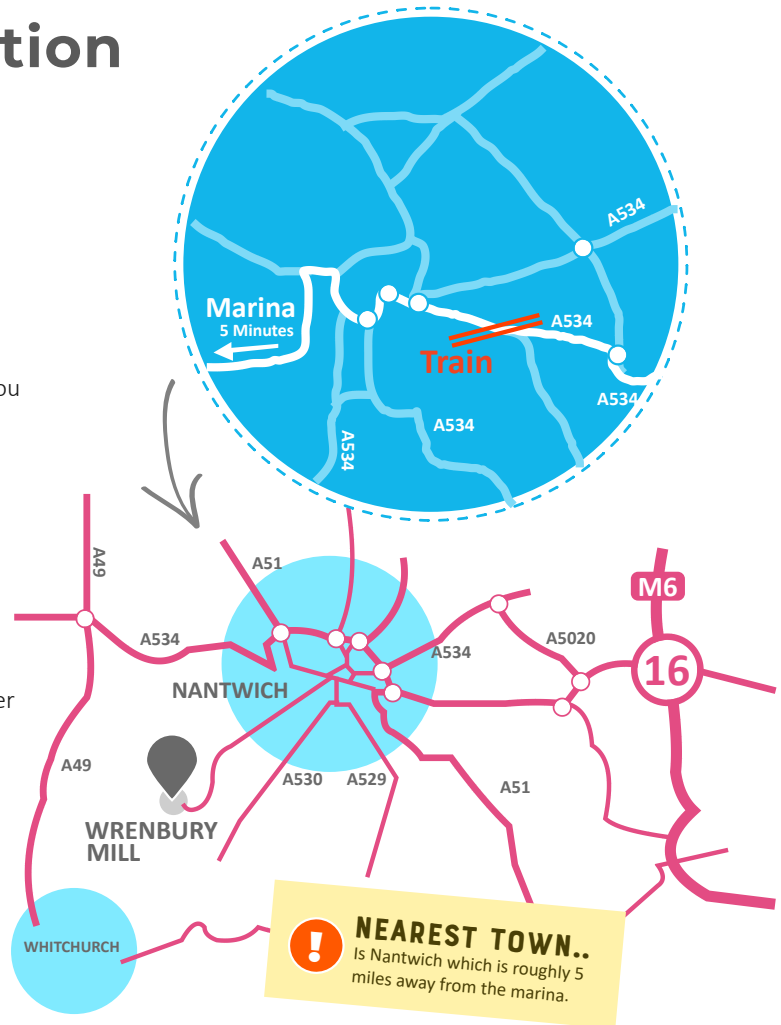 tion
A534
Marina
5 Minutes
A534
Train
A534
A534
A534
ou
A49
A51
M6
A534
A534
A5020
16
NANTWICH
er
A49
A530
A529
A51
WRENBURY
MILL
WHITCHURCH
!
NEAREST TOWN..
Is Nantwich which is roughly 5
miles away from the marina.